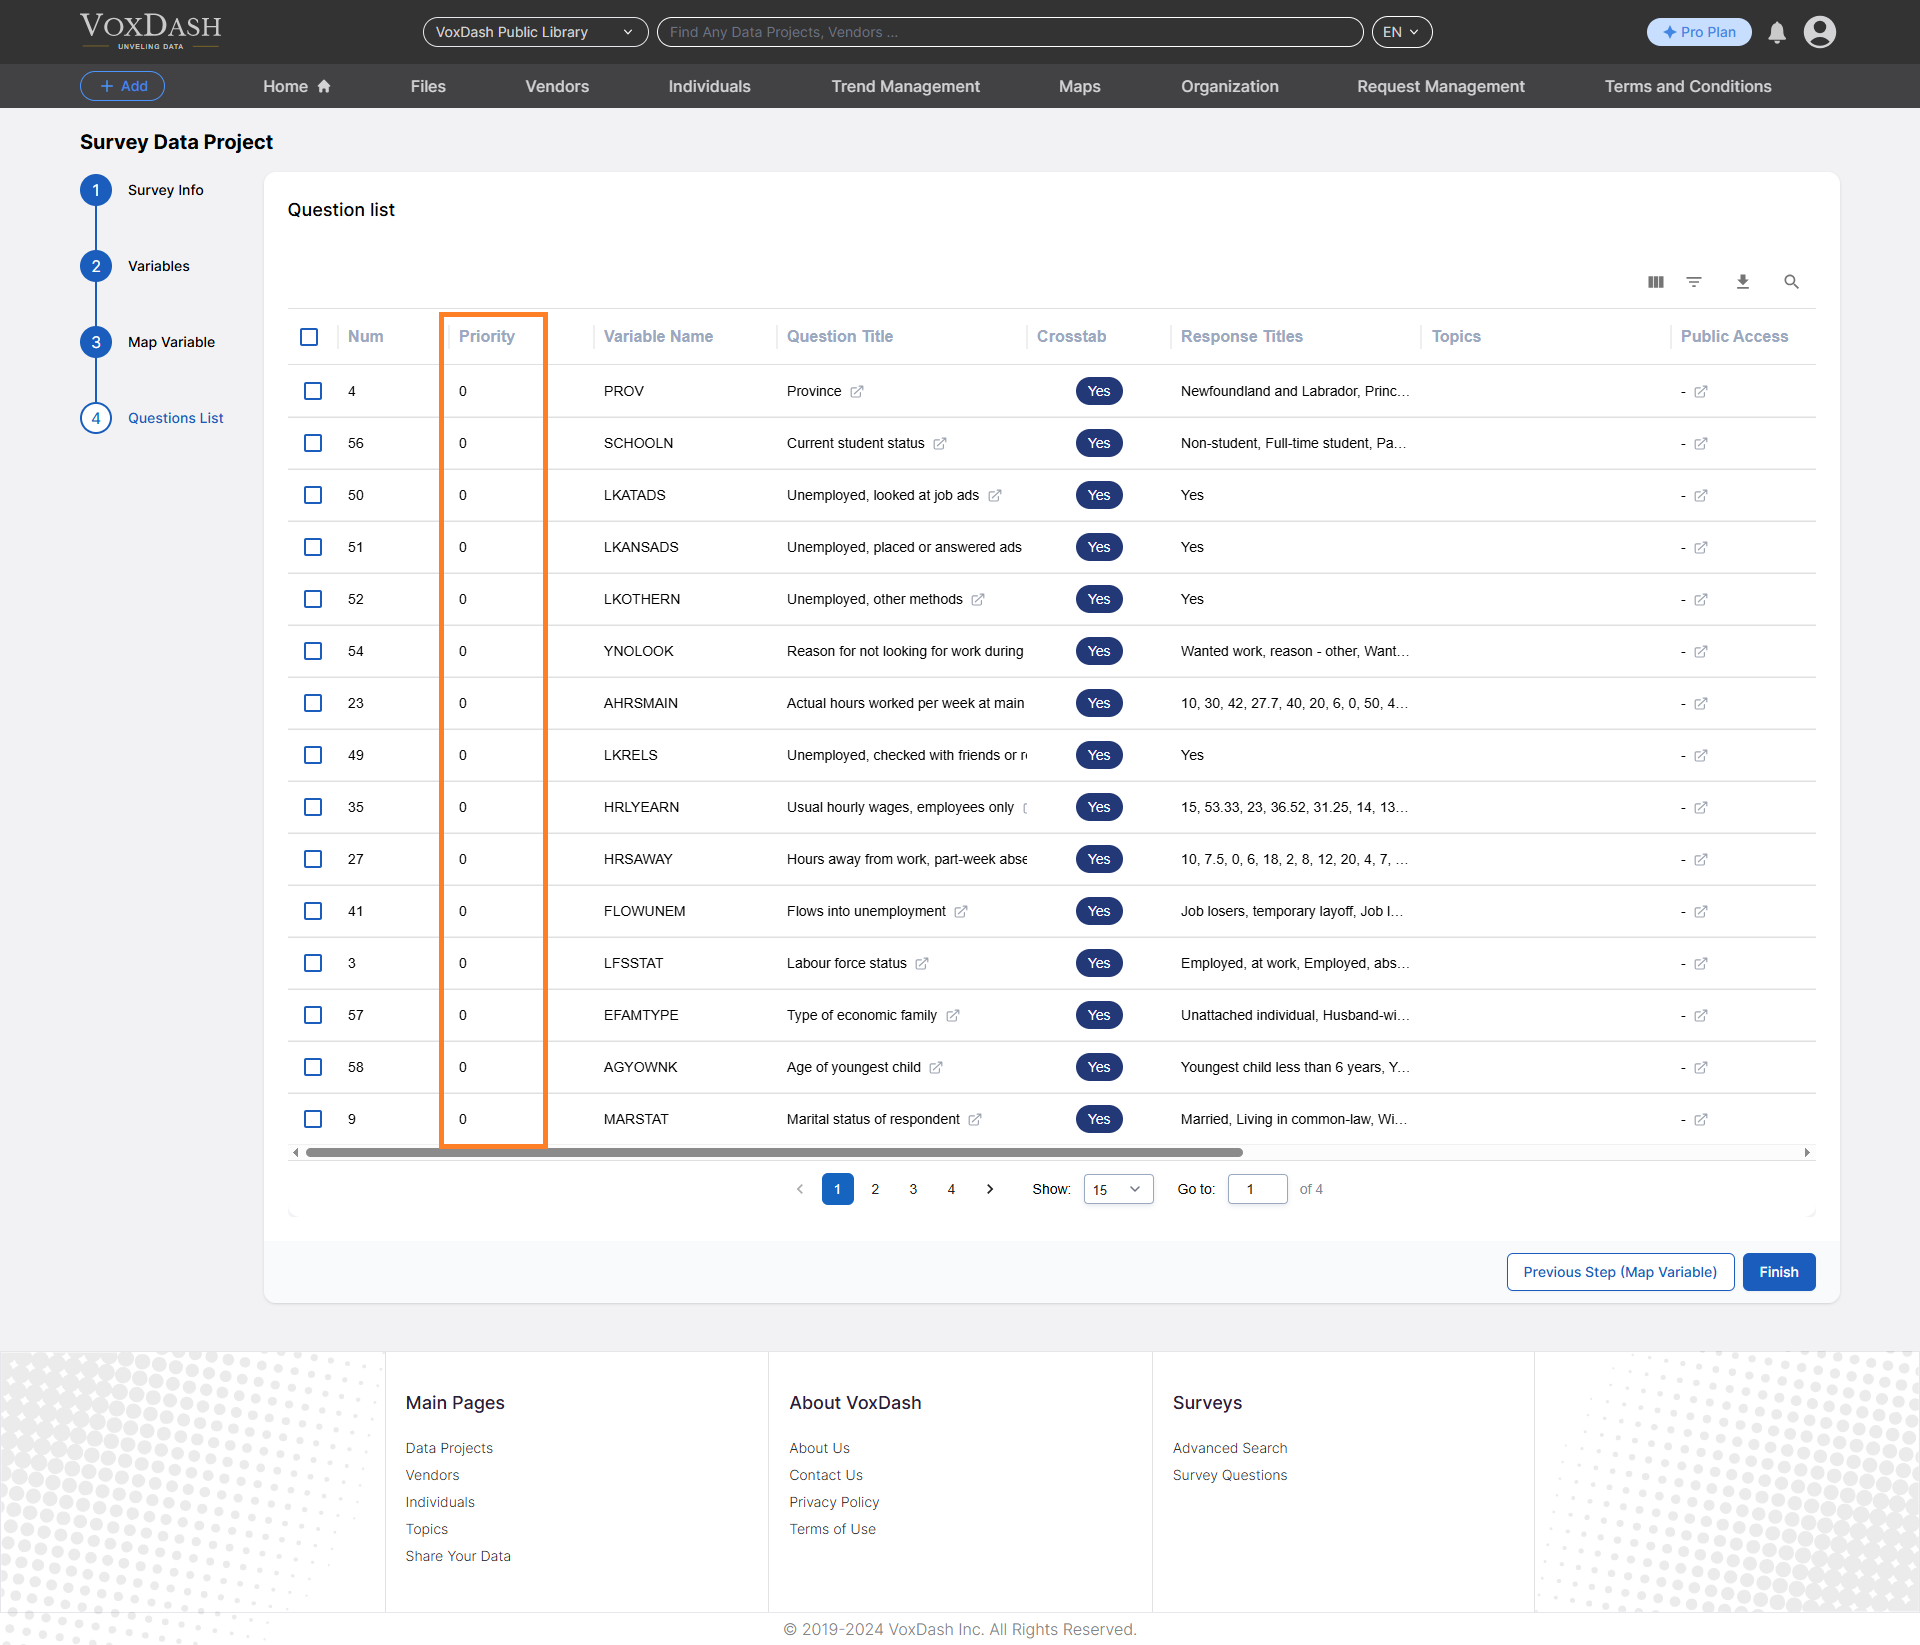 VOXDASH
UNVELING DATA
VoxDash Public Library
Find Any Data Projects, Vendors ...
EN
Pro Plan
+ Add
Home
Files
Vendors
Individuals
Trend Management
Maps
Organization
Request Management
Terms and Conditions
Survey Data Project
1 Survey Info
2 Variables
3 Map Variable
4 Questions List
Question list
Num Priority Variable Name Question Title Crosstab Response Titles Topics Public Access
4 0 PROV Province Yes Newfoundland and Labrador, Princ... -
56 0 SCHOOLN Current student status Yes Non-student, Full-time student, Pa... -
50 0 LKATADS Unemployed, looked at job ads Yes Yes -
51 0 LKANSADS Unemployed, placed or answered ads Yes Yes -
52 0 LKOTHERN Unemployed, other methods Yes Yes -
54 0 YNOLOOK Reason for not looking for work during Yes Wanted work, reason - other, Want... -
23 0 AHRSMAIN Actual hours worked per week at main Yes 10, 30, 42, 27.7, 40, 20, 6, 0, 50, 4... -
49 0 LKRELS Unemployed, checked with friends or Yes Yes -
35 0 HRLYEARN Usual hourly wages, employees only Yes 15, 53.33, 23, 36.52, 31.25, 14, 13... -
27 0 HRSAWAY Hours away from work, part-week abse Yes 10, 7.5, 0, 6, 18, 2, 8, 12, 20, 4, 7, ... -
41 0 FLOWUNEM Flows into unemployment Yes Job losers, temporary layoff, Job l... -
3 0 LFSSTAT Labour force status Yes Employed, at work, Employed, abs... -
57 0 EFAMTYPE Type of economic family Yes Unattached individual, Husband-wi... -
58 0 AGYOWNK Age of youngest child Yes Youngest child less than 6 years, Y... -
9 0 MARSTAT Marital status of respondent Yes Married, Living in common-law, Wi... -
1 2 3 4 Show: 15 Go to: 1 of 4
Previous Step (Map Variable) Finish
Main Pages
Data Projects
Vendors
Individuals
Topics
Share Your Data
About VoxDash
About Us
Contact Us
Privacy Policy
Terms of Use
Surveys
Advanced Search
Survey Questions
© 2019-2024 VoxDash Inc. All Rights Reserved.